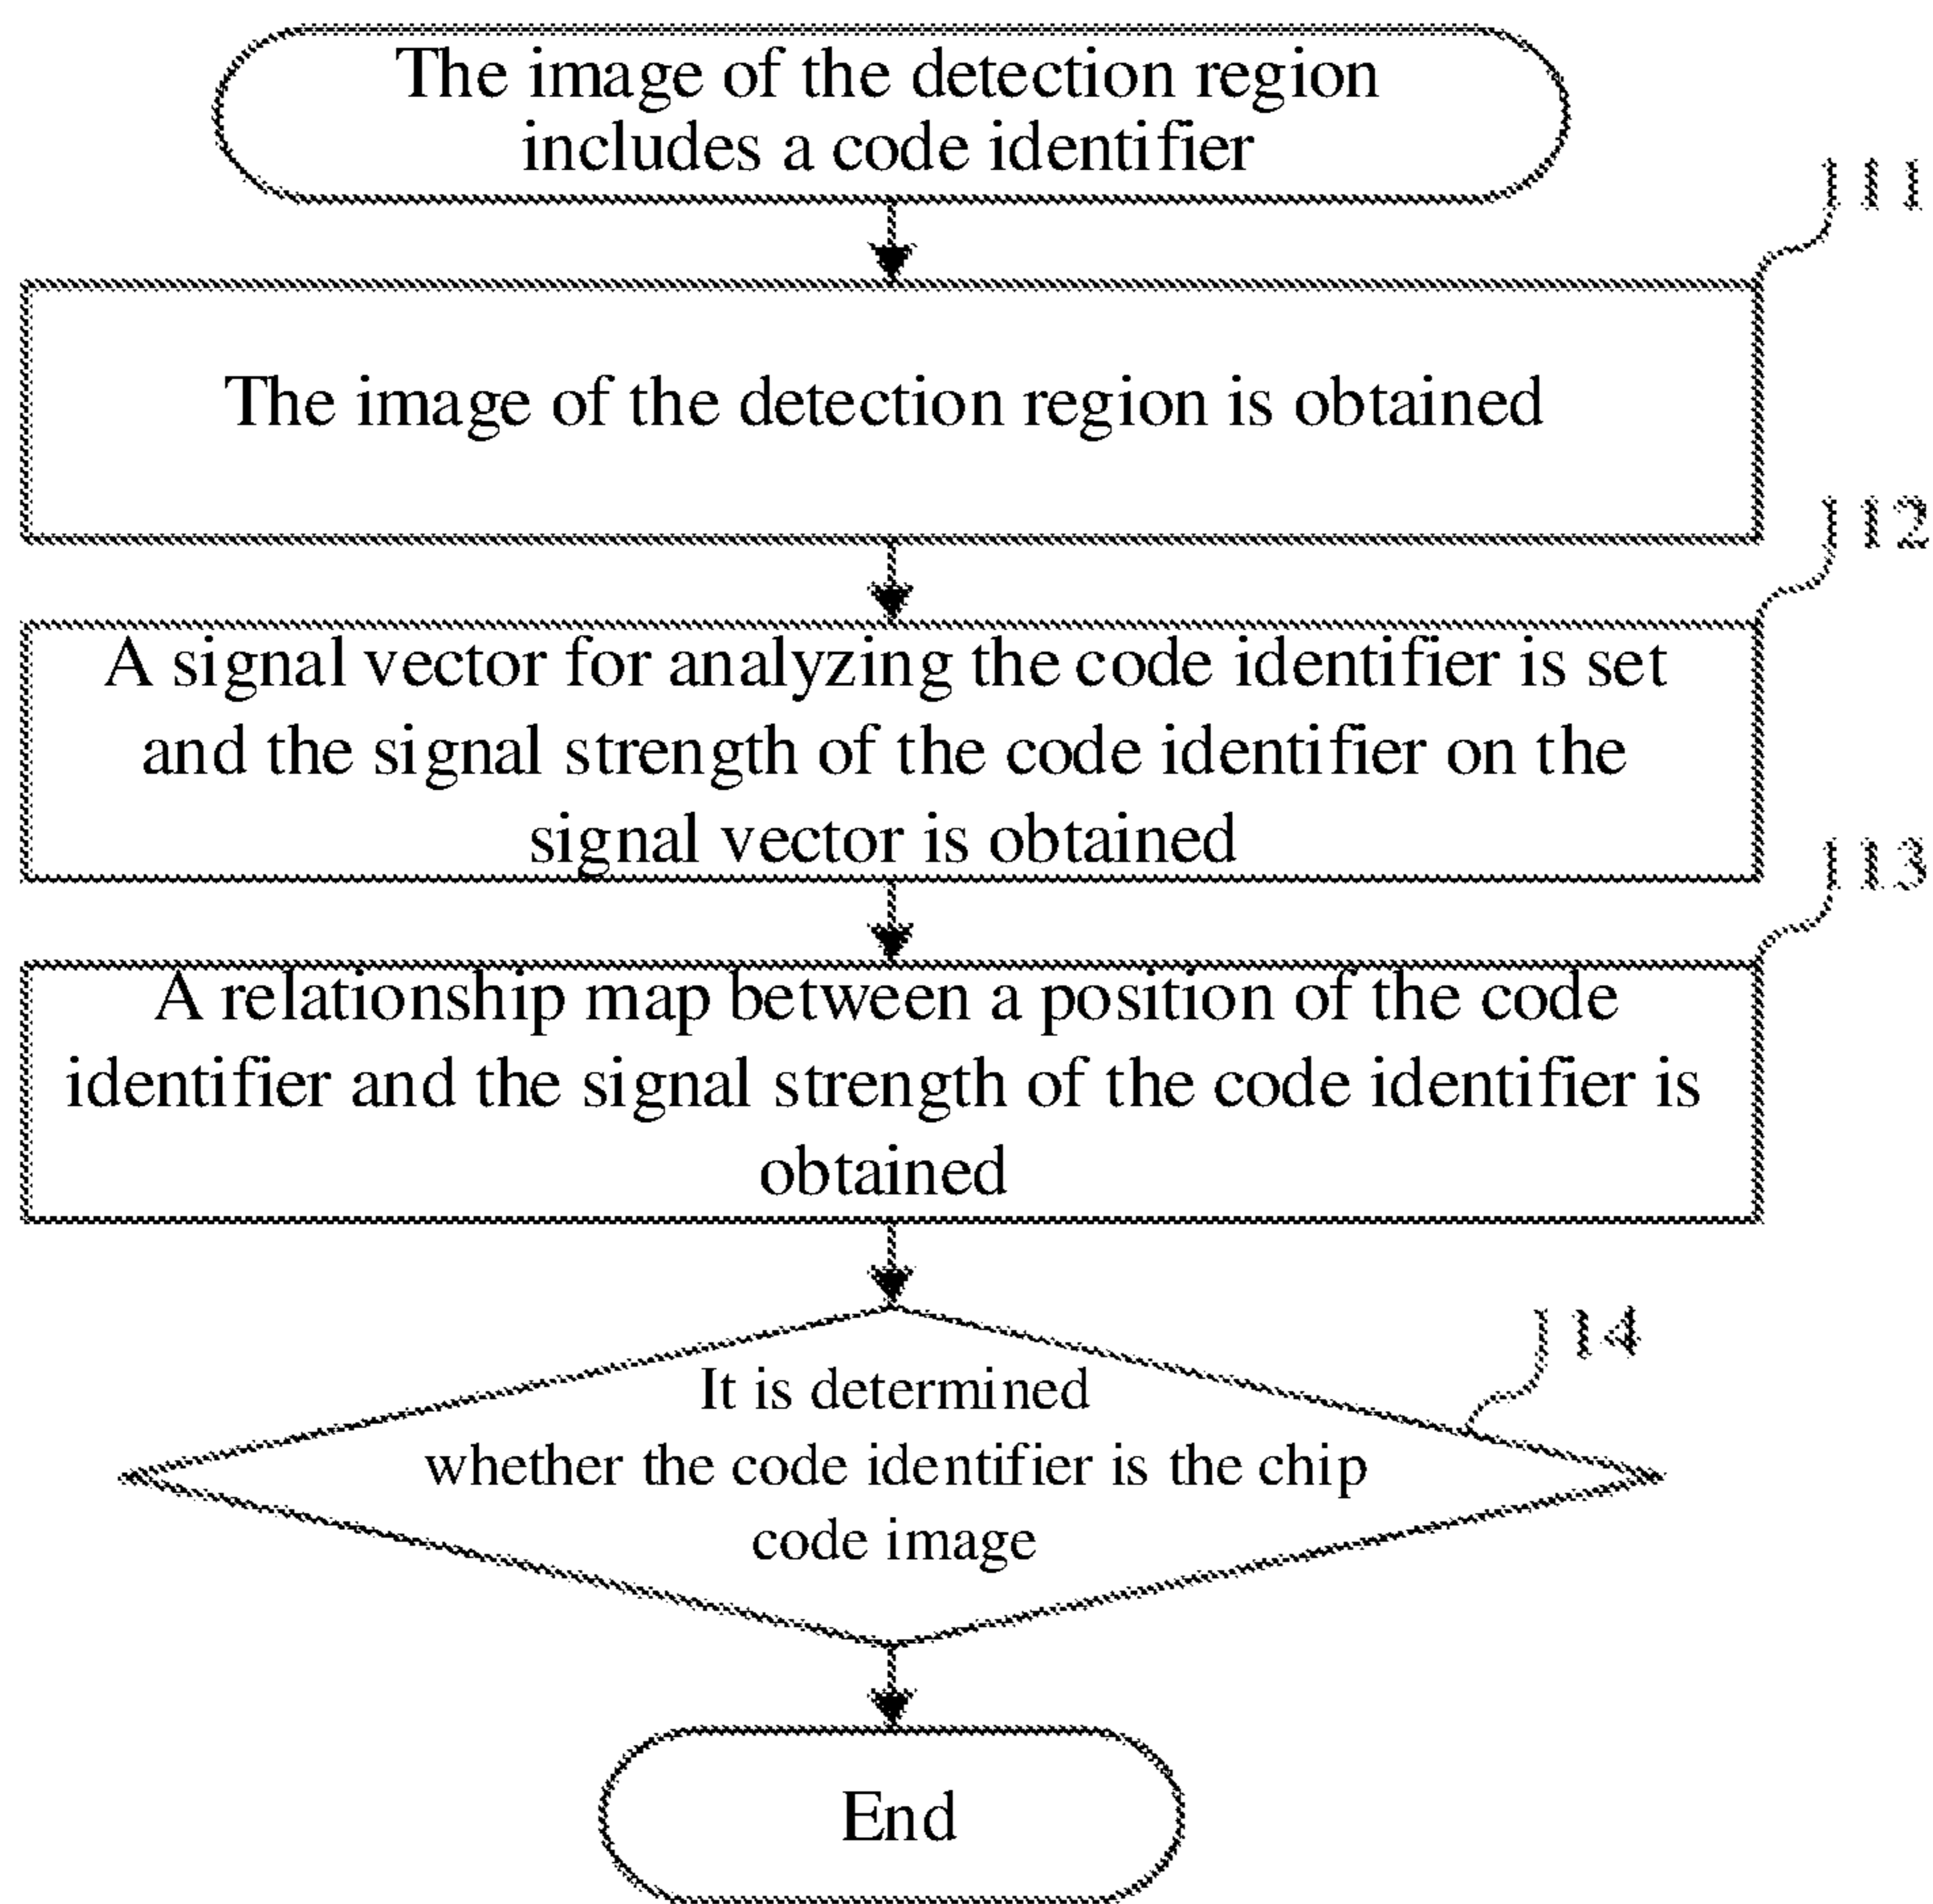 The image of the detection region
includes a code identifier
111
The image of the detection region is obtained
112
A signal vector for analyzing the code identifier is set
and the signal strength of the code identifier on the
signal vector is obtained
113
A relationship map between a position of the code
identifier and the signal strength of the code identifier is
obtained
114
It is determined
whether the code identifier is the chip
code image
End